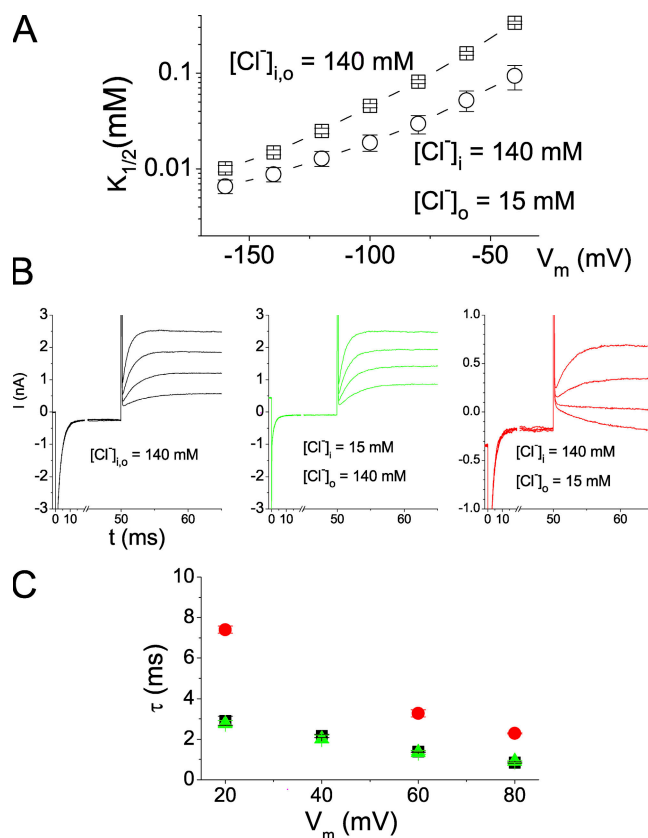 A
K1/2(mM)
0.1
0.01
[Cl-]i,o = 140 mM
[Cl-]i = 140 mM
[Cl-]o = 15 mM
-150
-100
-50
Vm (mV)
B
I (nA)
3
2
1
0
-1
-2
-3
[Cl-]i,o = 140 mM
0 10
50
60
t (ms)
3
2
1
0
-1
-2
-3
[Cl-]i = 15 mM
[Cl-]o = 140 mM
0 10
50
60
1.0
0.5
0.0
-0.5
-1.0
[Cl-]i = 140 mM
[Cl-]o = 15 mM
0 10
50
60
C
τ (ms)
10
8
6
4
2
0
20
40
60
80
Vm (mV)